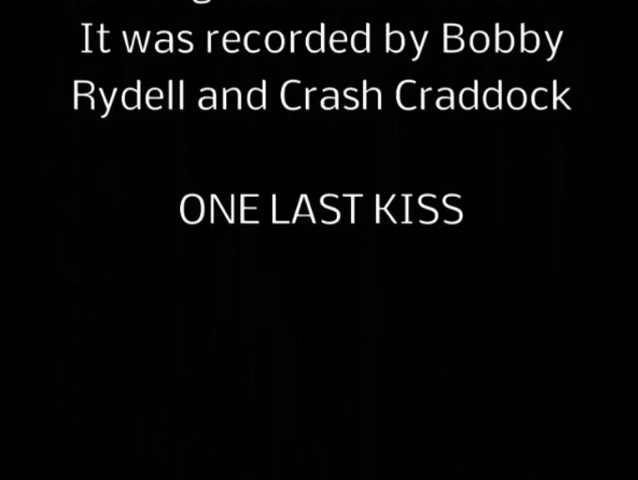 It was recorded by Bobby
Rydell and Crash Craddock
ONE LAST KISS